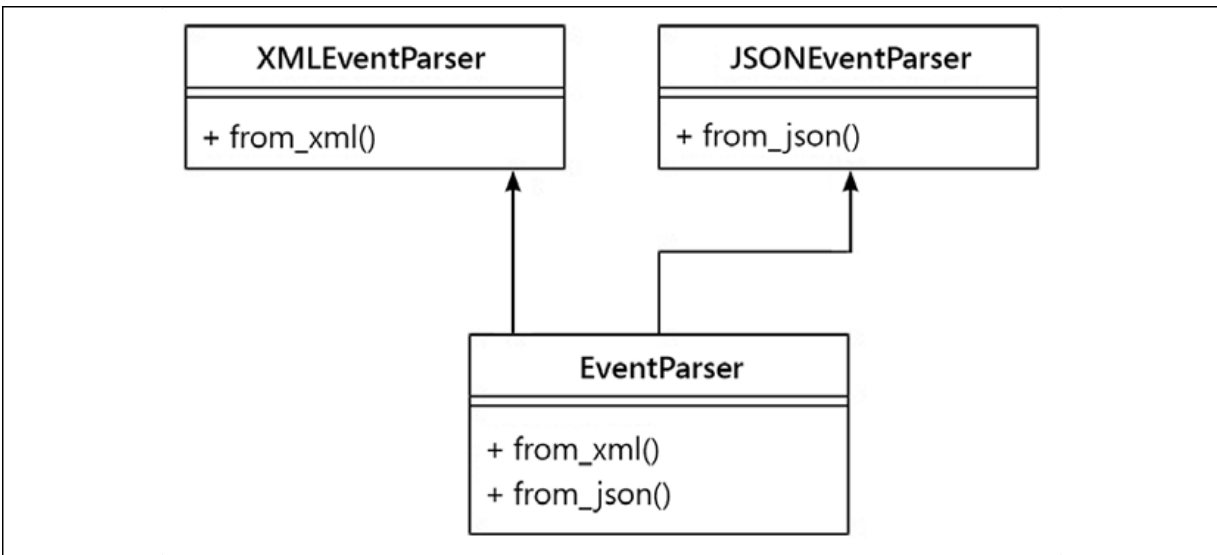 XMLEventParser
+ from_xml()
JSONEventParser
+ from_json()
EventParser
+ from_xml()
+ from_json()